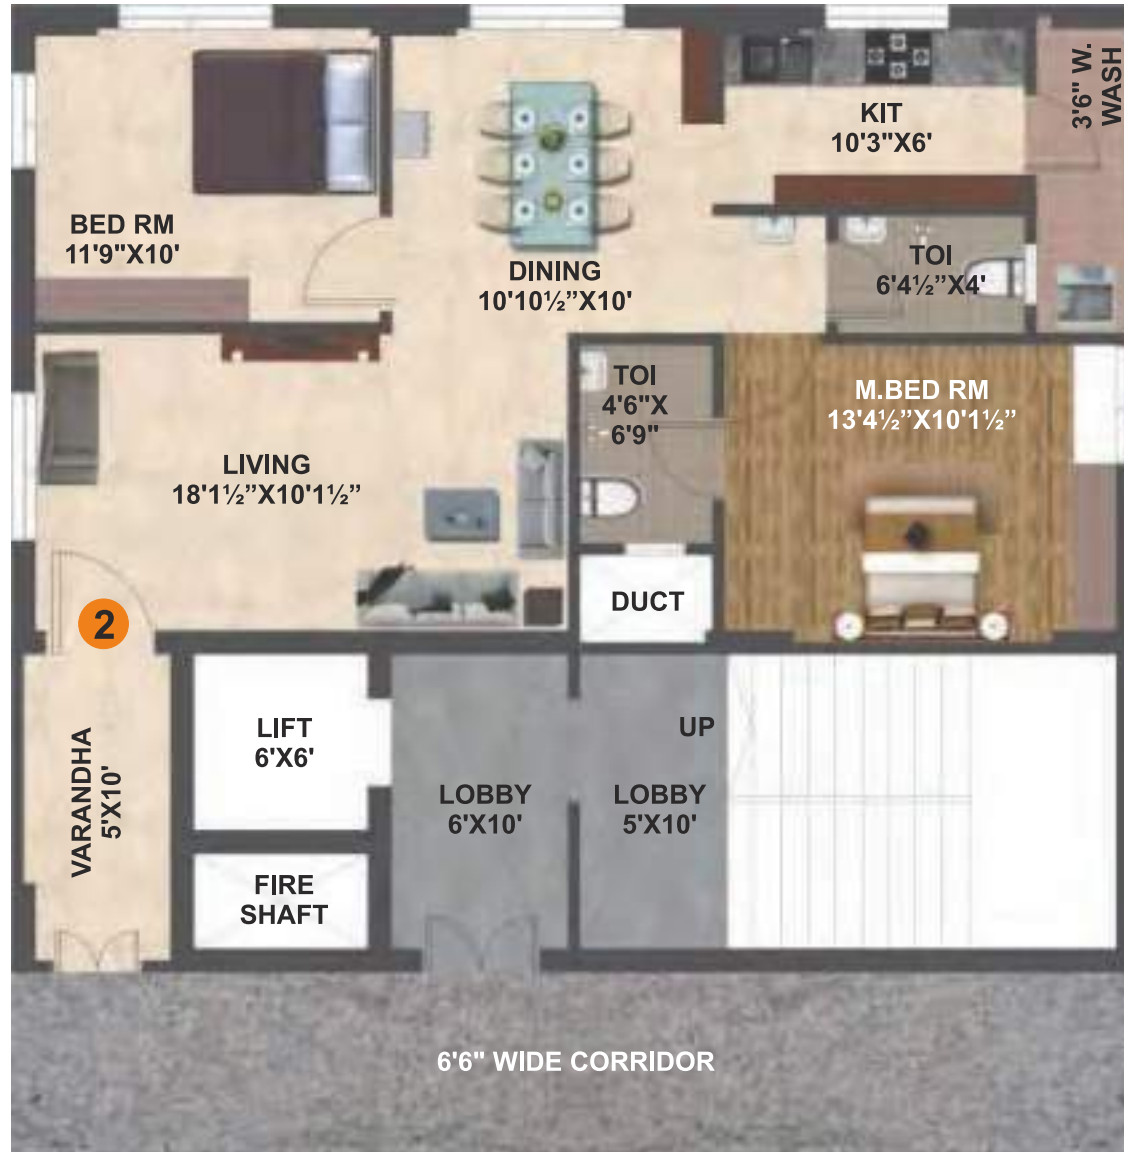 3'6" W.
WASH
KIT
10'3"X6'
BED RM
11'9"X10'
DINING
10'10½”X10'
TOI
6'4½”X4'
TOI
4'6"X
6'9"
M.BED RM
13'4½”X10'1½”
LIVING
18'1½”X10'1½”
DUCT
2
VARANDHA
5'X10'
LIFT
6'X6'
UP
LOBBY
6'X10'
LOBBY
5'X10'
FIRE
SHAFT
6'6" WIDE CORRIDOR